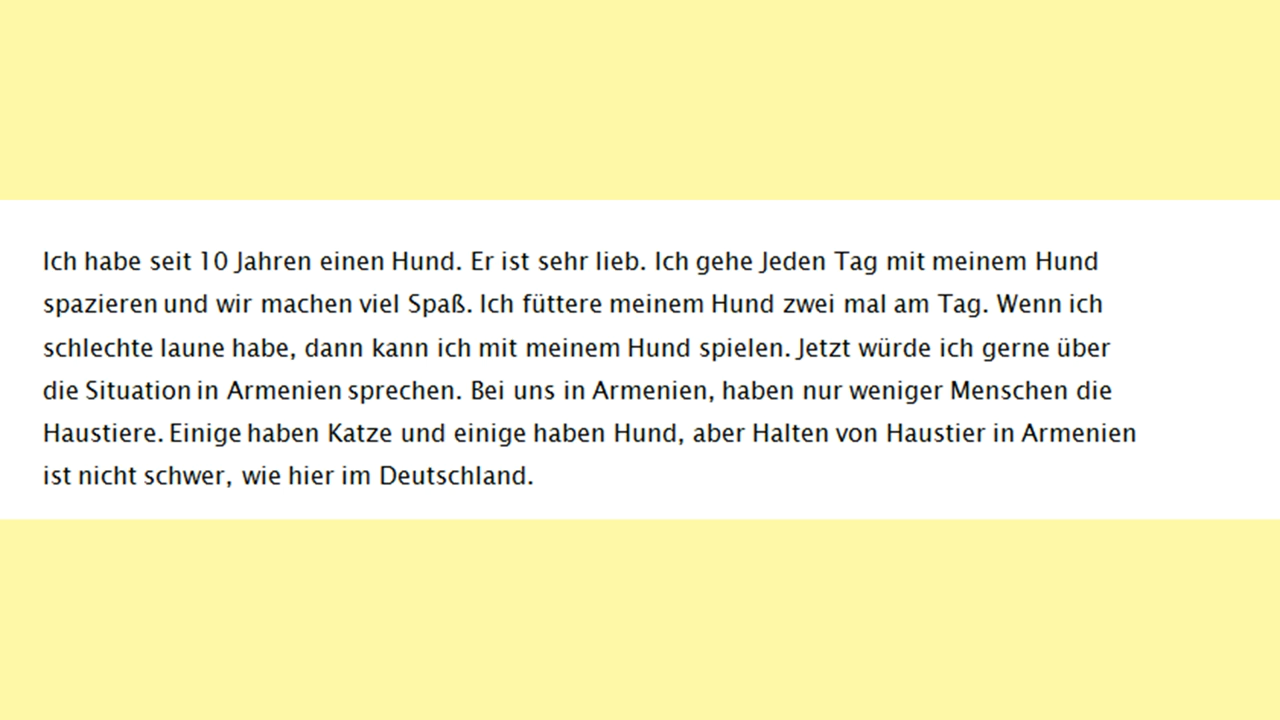 Ich habe seit 10 Jahren einen Hund. Er ist sehr lieb. Ich gehe Jeden Tag mit meinem Hund
spazieren und wir machen viel Spaß. Ich füttere meinem Hund zwei mal am Tag. Wenn ich
schlechte laune habe, dann kann ich mit meinem Hund spielen. Jetzt würde ich gerne über
die Situation in Armenien sprechen. Bei uns in Armenien, haben nur weniger Menschen die
Haustiere. Einige haben Katze und einige haben Hund, aber Halten von Haustier in Armenien
ist nicht schwer, wie hier im Deutschland.